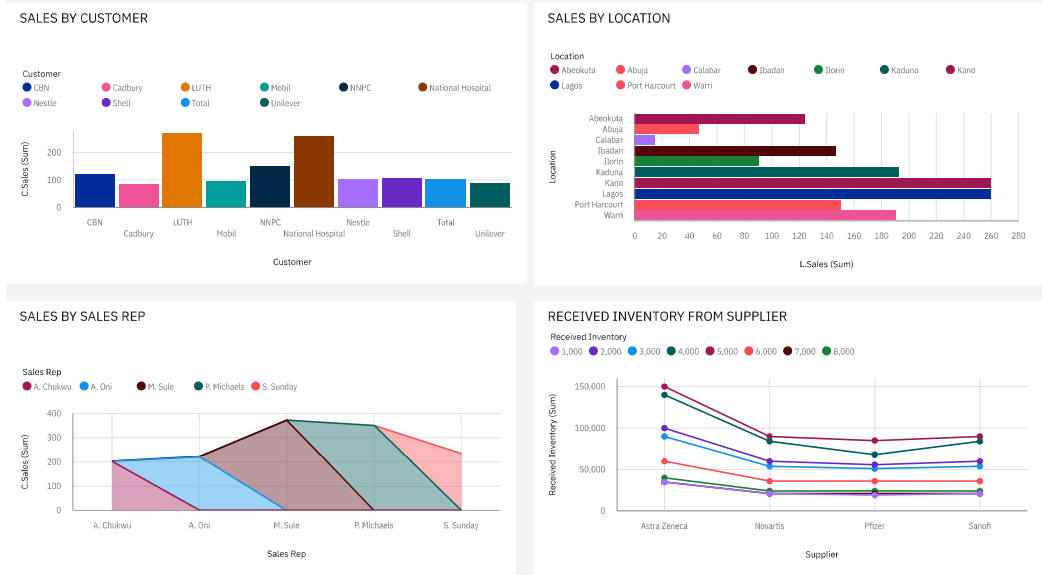 SALES BY CUSTOMER
Customer
CBN Cadbury LUTH Mobil NNPC National Hospital
Nestle Shell Total Unilever
C.Sales (Sum)
200
100
0
CBN LUTH NNPC Nestle Total
Cadbury Mobil National Hospital Shell Unilever
Customer
SALES BY LOCATION
Location
Abeokuta Abuja Calabar Ibadan Ilorin Kaduna Kano
Lagos Port Harcourt Warri
Location
Abeokuta
Abuja
Calabar
Ibadan
Ilorin
Kaduna
Kano
Lagos
Port Harcourt
Warri
0 20 40 60 80 100 120 140 160 180 200 220 240 260 280
L.Sales (Sum)
SALES BY SALES REP
Sales Rep
A. Chukwu A. Oni M. Sule P. Michaels S. Sunday
C.Sales (Sum)
400
300
200
100
0
A. Chukwu A. Oni M. Sule P. Michaels S. Sunday
Sales Rep
RECEIVED INVENTORY FROM SUPPLIER
Received Inventory
1,000 2,000 3,000 4,000 5,000 6,000 7,000 8,000
Received Inventory (Sum)
150,000
100,000
50,000
0
Astra Zeneca Novartis Pfizer Sanofi
Supplier